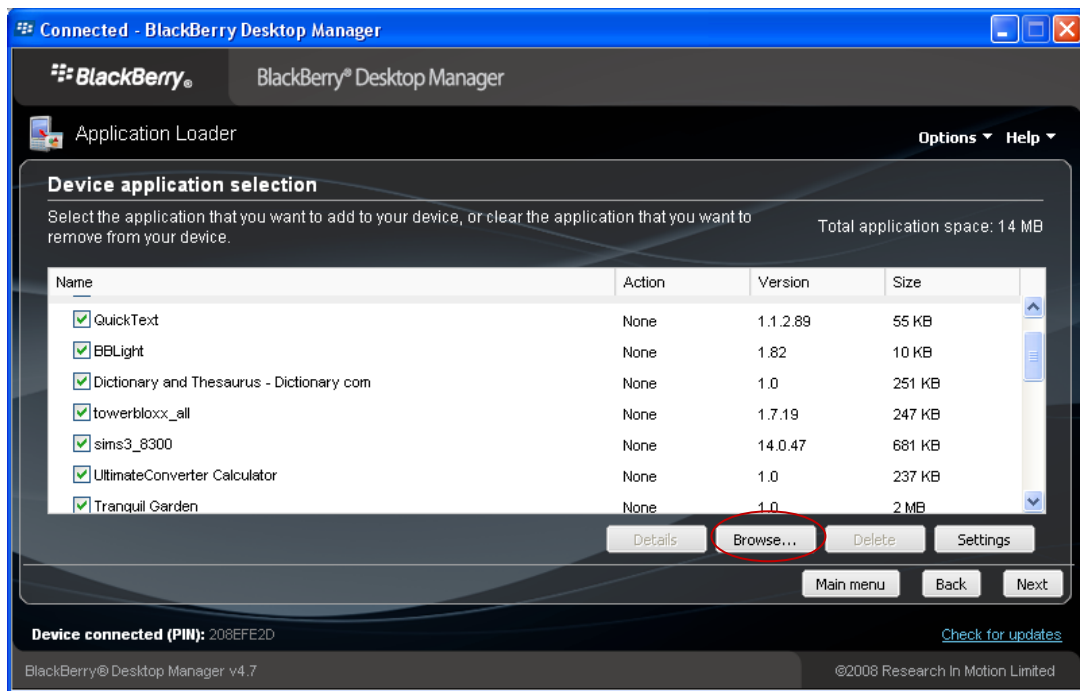 Connected - BlackBerry Desktop Manager
BlackBerry® BlackBerry® Desktop Manager
Application Loader Options Help
Device application selection
Select the application that you want to add to your device, or clear the application that you want to
remove from your device.
Total application space: 14 MB
Name Action Version Size
QuickText None 1.1.2.89 55 KB
BBLight None 1.82 10 KB
Dictionary and Thesaurus - Dictionary com None 1.0 251 KB
towerbloxx_all None 1.7.19 247 KB
sims3_8300 None 14.0.47 681 KB
UltimateConverter Calculator None 1.0 237 KB
Tranquil Garden None 1.0 2 MB
Details Browse... Delete Settings
Main menu Back Next
Device connected (PIN): 208EFE2D Check for updates
BlackBerry® Desktop Manager v4.7 ©2008 Research In Motion Limited